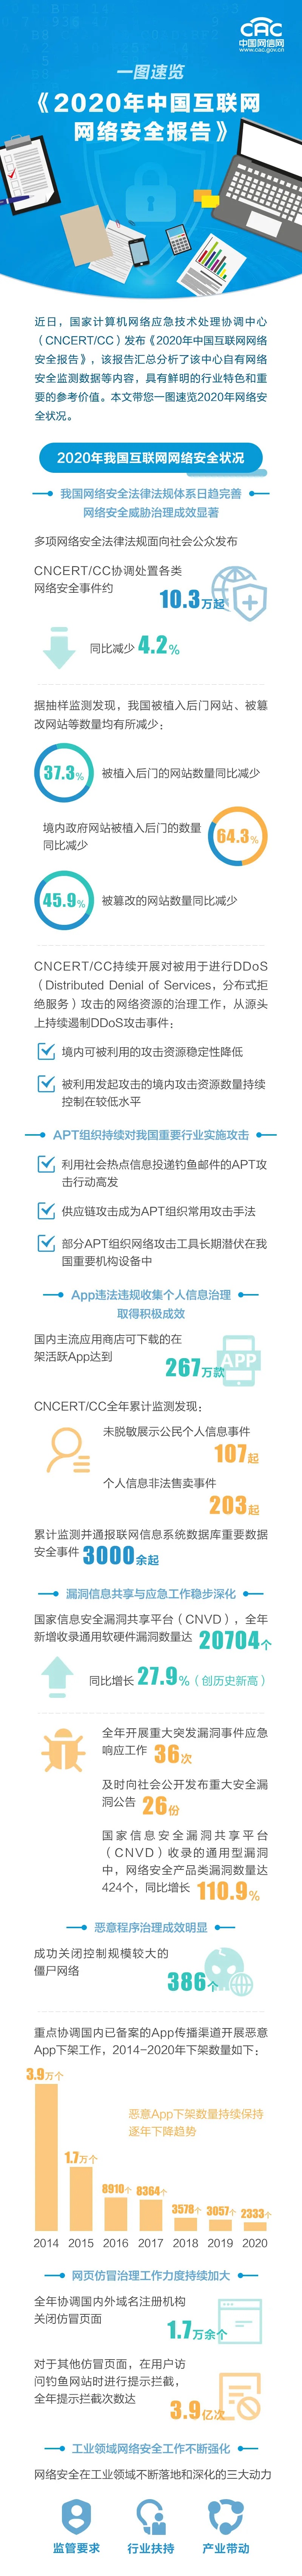 CAC
中国网信网
www.cac.gov.cn
一图速览
《2020年中国互联网
网络安全报告》
近日，国家计算机网络应急技术处理协调中心
（CNCERT/CC）发布《2020年中国互联网网络
安全报告》，该报告汇总分析了该中心自有网络
安全监测数据等内容，具有鲜明的行业特色和重
要的参考价值。本文带您一图速览2020年网络安
全状况。
2020年我国互联网网络安全状况
我国网络安全法律法规体系日趋完善
网络安全威胁治理成效显著
多项网络安全法律法规面向社会公众发布
CNCERT/CC协调处置各类
网络安全事件约
10.3万起
同比减少 4.2%
据抽样监测发现，我国被植入后门网站、被篡
改网站等数量均有所减少：
37.3%
被植入后门的网站数量同比减少
境内政府网站被植入后门的数量
同比减少
64.3%
45.9%
被篡改的网站数量同比减少
CNCERT/CC持续开展对被用于进行DDoS
（Distributed Denial of Services，分布式拒
绝服务）攻击的网络资源的治理工作，从源头
上持续遏制DDoS攻击事件：
境内可被利用的攻击资源稳定性降低
被利用发起攻击的境内攻击资源数量持续
控制在较低水平
APT组织持续对我国重要行业实施攻击
利用社会热点信息投递钓鱼邮件的APT攻
击行动高发
供应链攻击成为APT组织常用攻击手法
部分APT组织网络攻击工具长期潜伏在我
国重要机构设备中
App违法违规收集个人信息治理
取得积极成效
国内主流应用商店可下载的在
架活跃App达到
267万款
APP
CNCERT/CC全年累计监测发现：
未脱敏展示公民个人信息事件
107起
个人信息非法售卖事件
203起
累计监测并通报联网信息系统数据库重要数据
安全事件 3000余起
漏洞信息共享与应急工作稳步深化
国家信息安全漏洞共享平台（CNVD），全年
新增收录通用软硬件漏洞数量达 20704个
同比增长 27.9%（创历史新高）
全年开展重大突发漏洞事件应急
响应工作 36次
及时向社会公开发布重大安全漏
洞公告 26份
国家信息安全漏洞共享平台
（CNVD）收录的通用型漏洞
中，网络安全产品类漏洞数量达
424个，同比增长 110.9%
恶意程序治理成效明显
成功关闭控制规模较大的
僵尸网络
386个
重点协调国内已备案的App传播渠道开展恶意
App下架工作，2014-2020年下架数量如下：
3.9万个
恶意App下架数量持续保持
逐年下降趋势
1.7万个
8910个 8364个
3578个 3057个 2333个
2014 2015 2016 2017 2018 2019 2020
网页仿冒治理工作力度持续加大
全年协调国内外域名注册机构
关闭仿冒页面
1.7万余个
对于其他仿冒页面，在用户访
问钓鱼网站时进行提示拦截，
全年提示拦截次数达
3.9亿次
工业领域网络安全工作不断强化
网络安全在工业领域不断落地和深化的三大动力
监管要求 行业扶持 产业带动